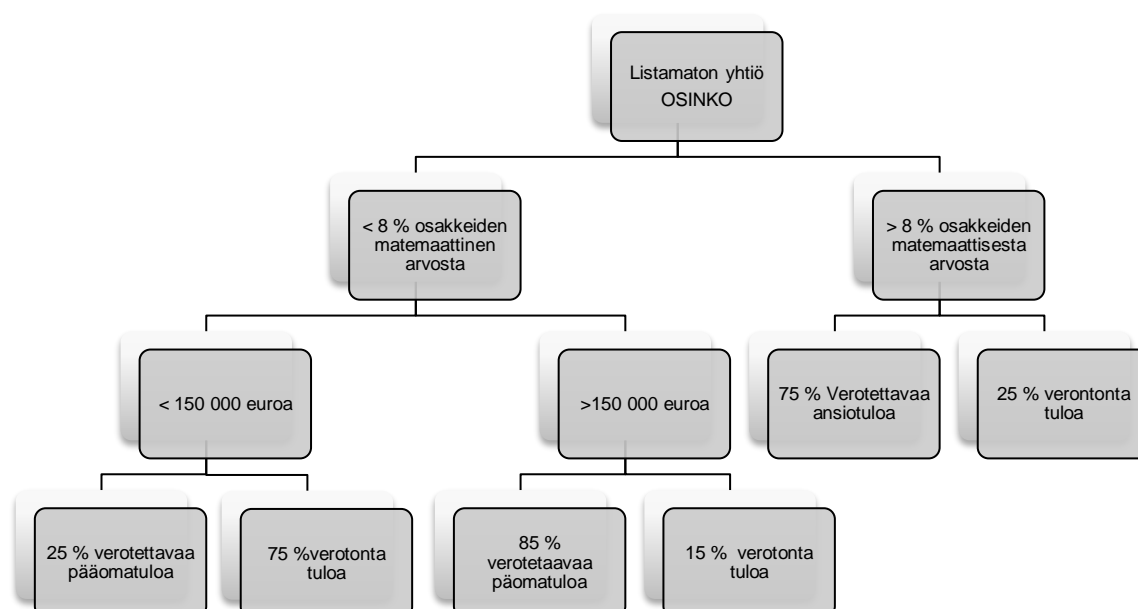 Listamaton yhtiö
OSINKO
< 8 % osakkeiden
matemaattinen
arvosta
> 8 % osakkeiden
matemaattisesta
arvosta
< 150 000 euroa
>150 000 euroa
75 % Verotettavaa
ansiotuloa
25 % verontonta
tuloa
25 % verotettavaa
pääomatuloa
75 %verotonta
tuloa
85 %
verotetaavaa
päomatuloa
15 % verotonta
tuloa